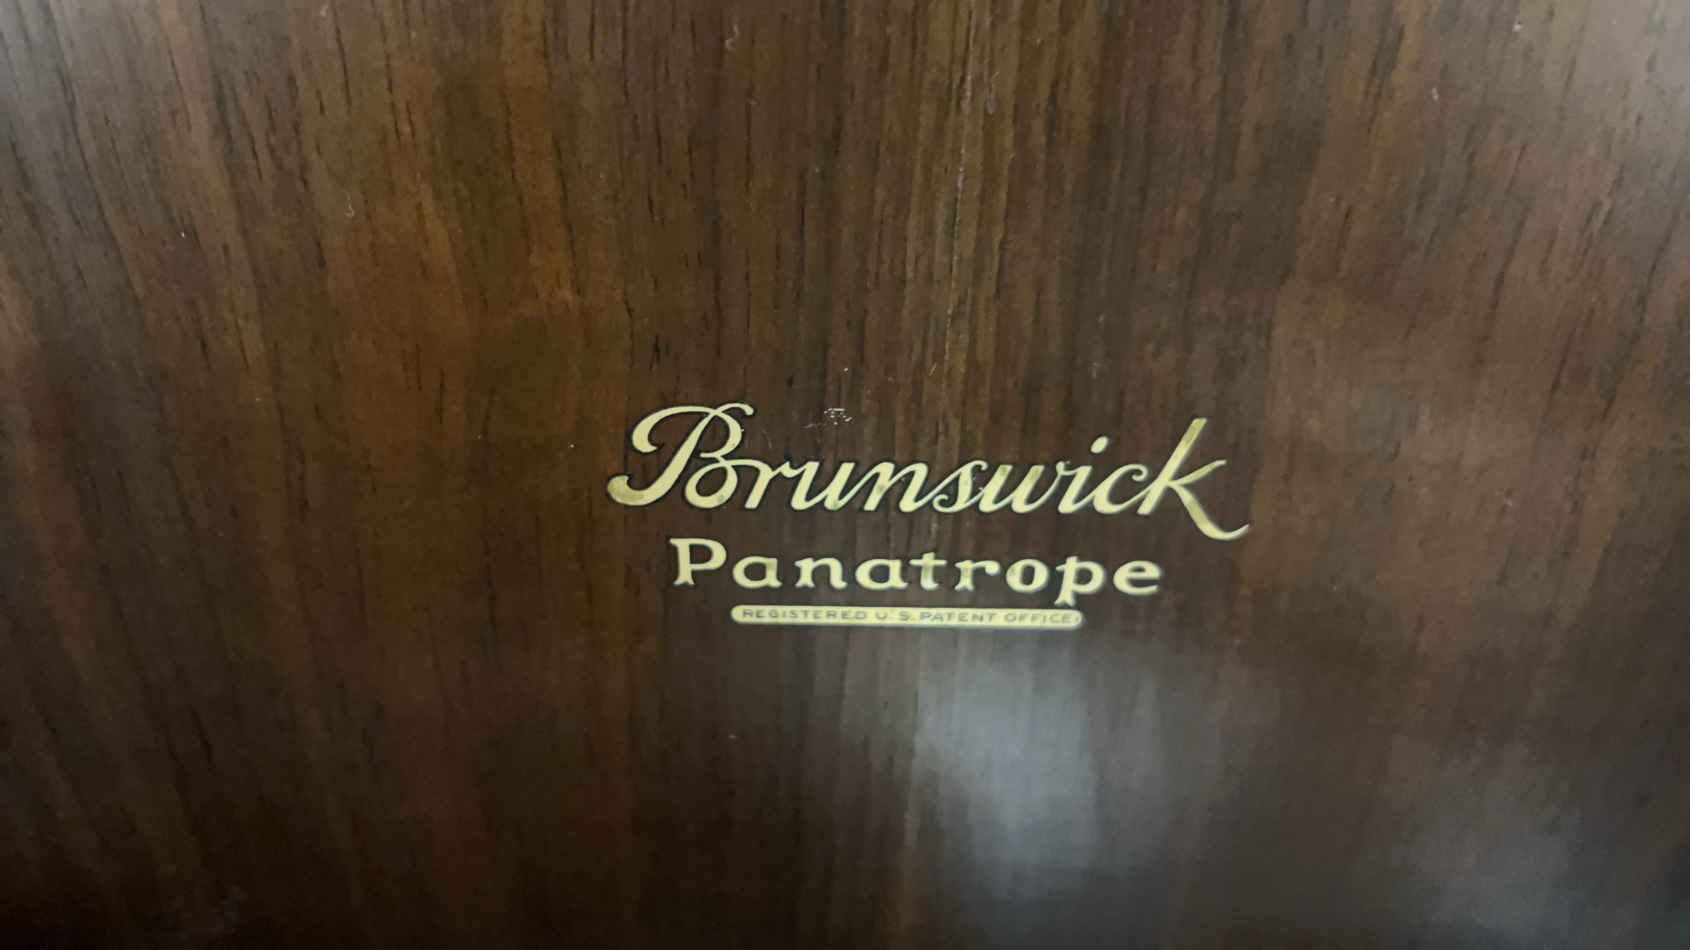 Brunswick
Panatrope
REGISTERED U.S. PATENT OFFICE